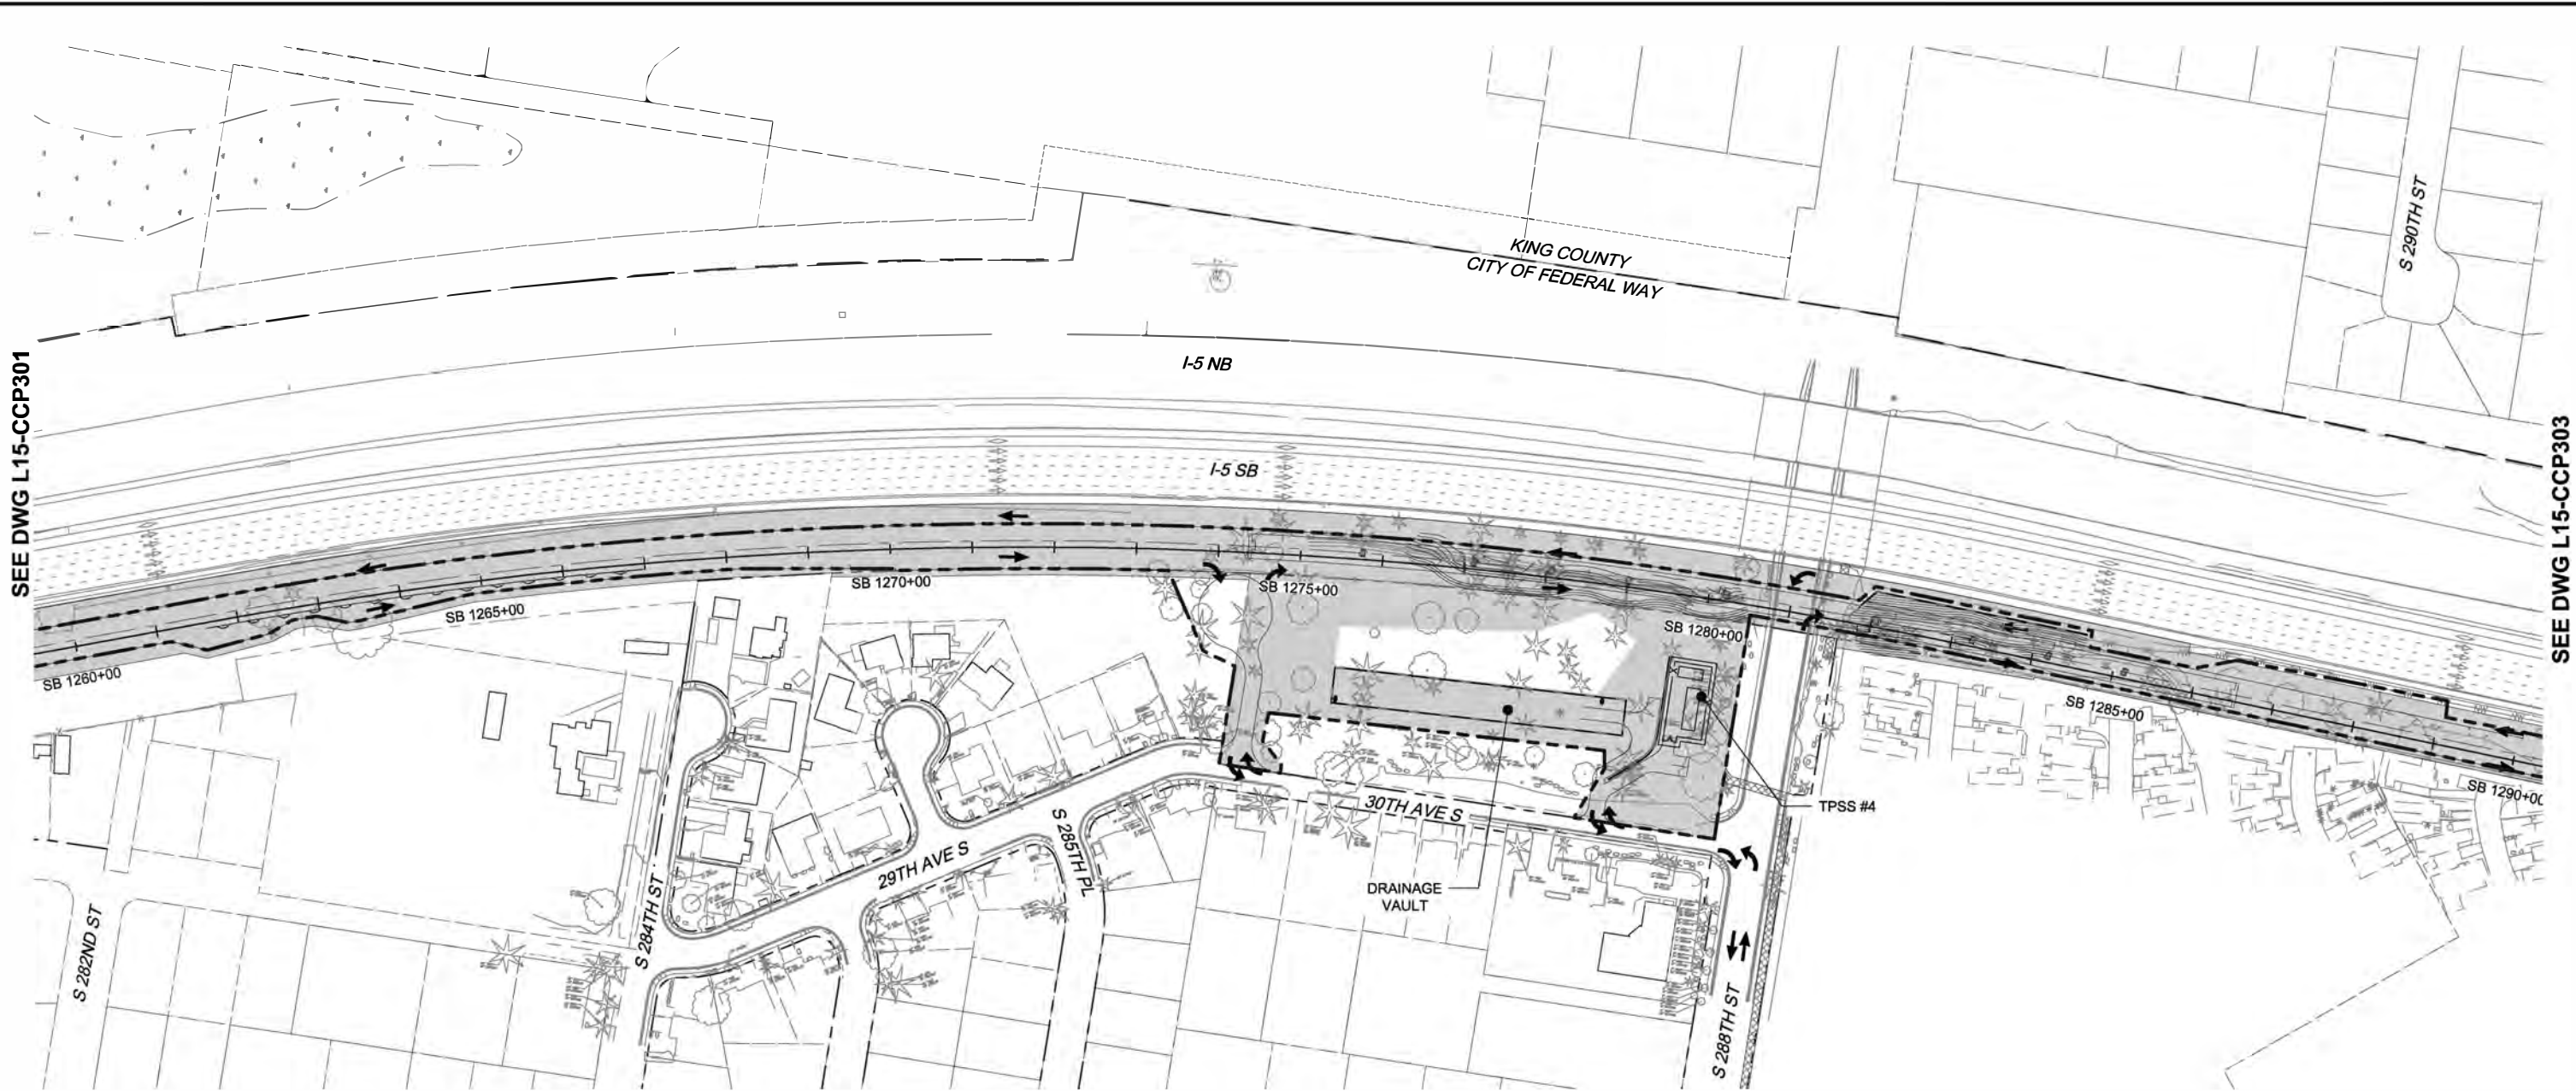 KING COUNTY
CITY OF FEDERAL WAY
S 290TH ST
I-5 NB
SEE DWG L15-CCP301
SEE DWG L15-CCP303
I-5 SB
SB 1260+00
SB 1265+00
SB 1270+00
SB 1275+00
SB 1280+00
SB 1285+00
SB 1290+00
TPSS #4
30TH AVE S
29TH AVE S
S 285TH PL
DRAINAGE
VAULT
S 284TH ST
S 282ND ST
S 288TH ST